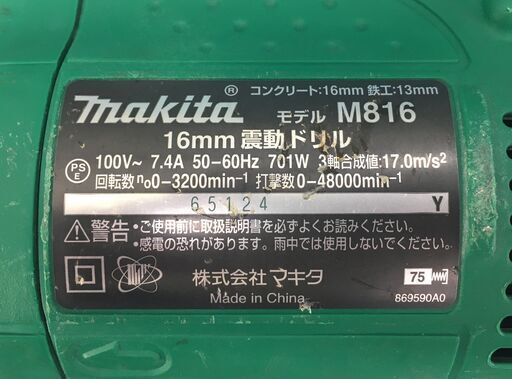 makita® コンクリート:16mm 鉄工:13mm
モデル M816
16mm 震動ドリル
PSE 100V~ 7.4A 50-60Hz 701W 3軸合成値:17.0m/s²
回転数 n₀0-3200min⁻¹ 打撃数0-48000min⁻¹
65124 Y
⚠警告 •ご使用前に取扱説明書を必ずよくお読みください。
•感電の恐れがあります。雨中では使用しないでください。
株式会社マキタ 75
Made in China 869590A0